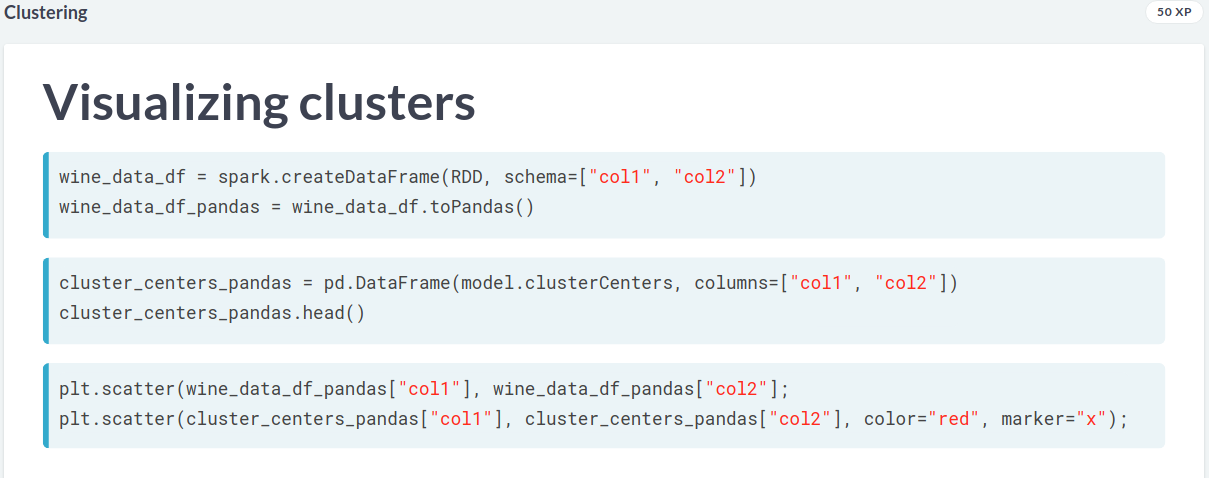 Clustering
50 XP
Visualizing clusters
wine_data_df = spark.createDataFrame(RDD, schema=["col1", "col2"])
wine_data_df_pandas = wine_data_df.toPandas()
cluster_centers_pandas = pd.DataFrame(model.clusterCenters, columns=["col1", "col2"])
cluster_centers_pandas.head()
plt.scatter(wine_data_df_pandas["col1"], wine_data_df_pandas["col2"];
plt.scatter(cluster_centers_pandas["col1"], cluster_centers_pandas["col2"], color="red", marker="x");